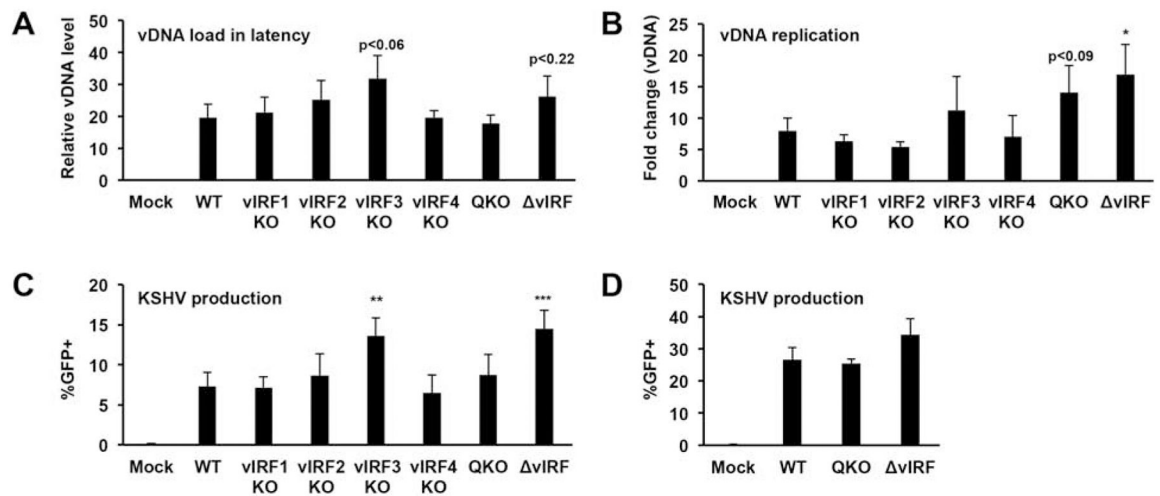 A
vDNA load in latency
Relative vDNA level
50
40
30
20
10
0
p<0.06
p<0.22
Mock WT vIRF1 KO vIRF2 KO vIRF3 KO vIRF4 KO QKO ΔvIRF
B
vDNA replication
Fold change (vDNA)
25
20
15
10
5
0
p<0.09
*
Mock WT vIRF1 KO vIRF2 KO vIRF3 KO vIRF4 KO QKO ΔvIRF
C
KSHV production
%GFP+
20
15
10
5
0
**
***
Mock WT vIRF1 KO vIRF2 KO vIRF3 KO vIRF4 KO QKO ΔvIRF
D
KSHV production
%GFP+
50
40
30
20
10
0
Mock WT QKO ΔvIRF